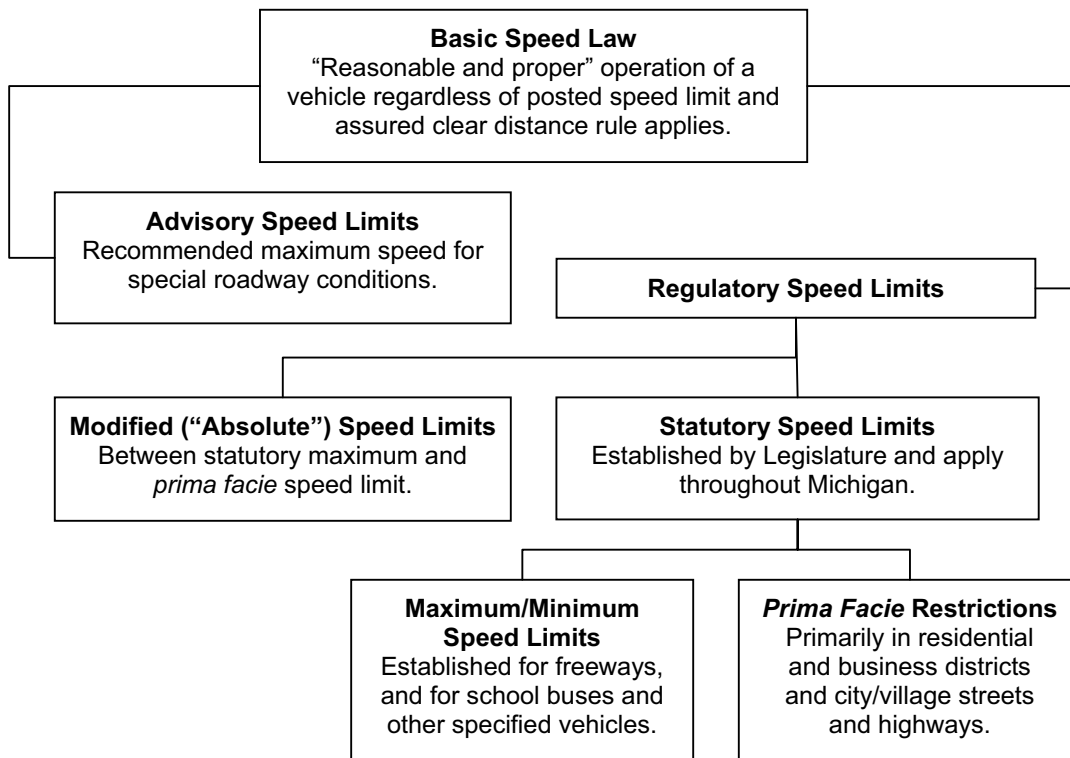 Basic Speed Law
“Reasonable and proper” operation of a
vehicle regardless of posted speed limit and
assured clear distance rule applies.
Advisory Speed Limits
Recommended maximum speed for
special roadway conditions.
Regulatory Speed Limits
Modified (“Absolute”) Speed Limits
Between statutory maximum and
prima facie speed limit.
Statutory Speed Limits
Established by Legislature and apply
throughout Michigan.
Maximum/Minimum
Speed Limits
Established for freeways,
and for school buses and
other specified vehicles.
Prima Facie Restrictions
Primarily in residential
and business districts
and city/village streets
and highways.